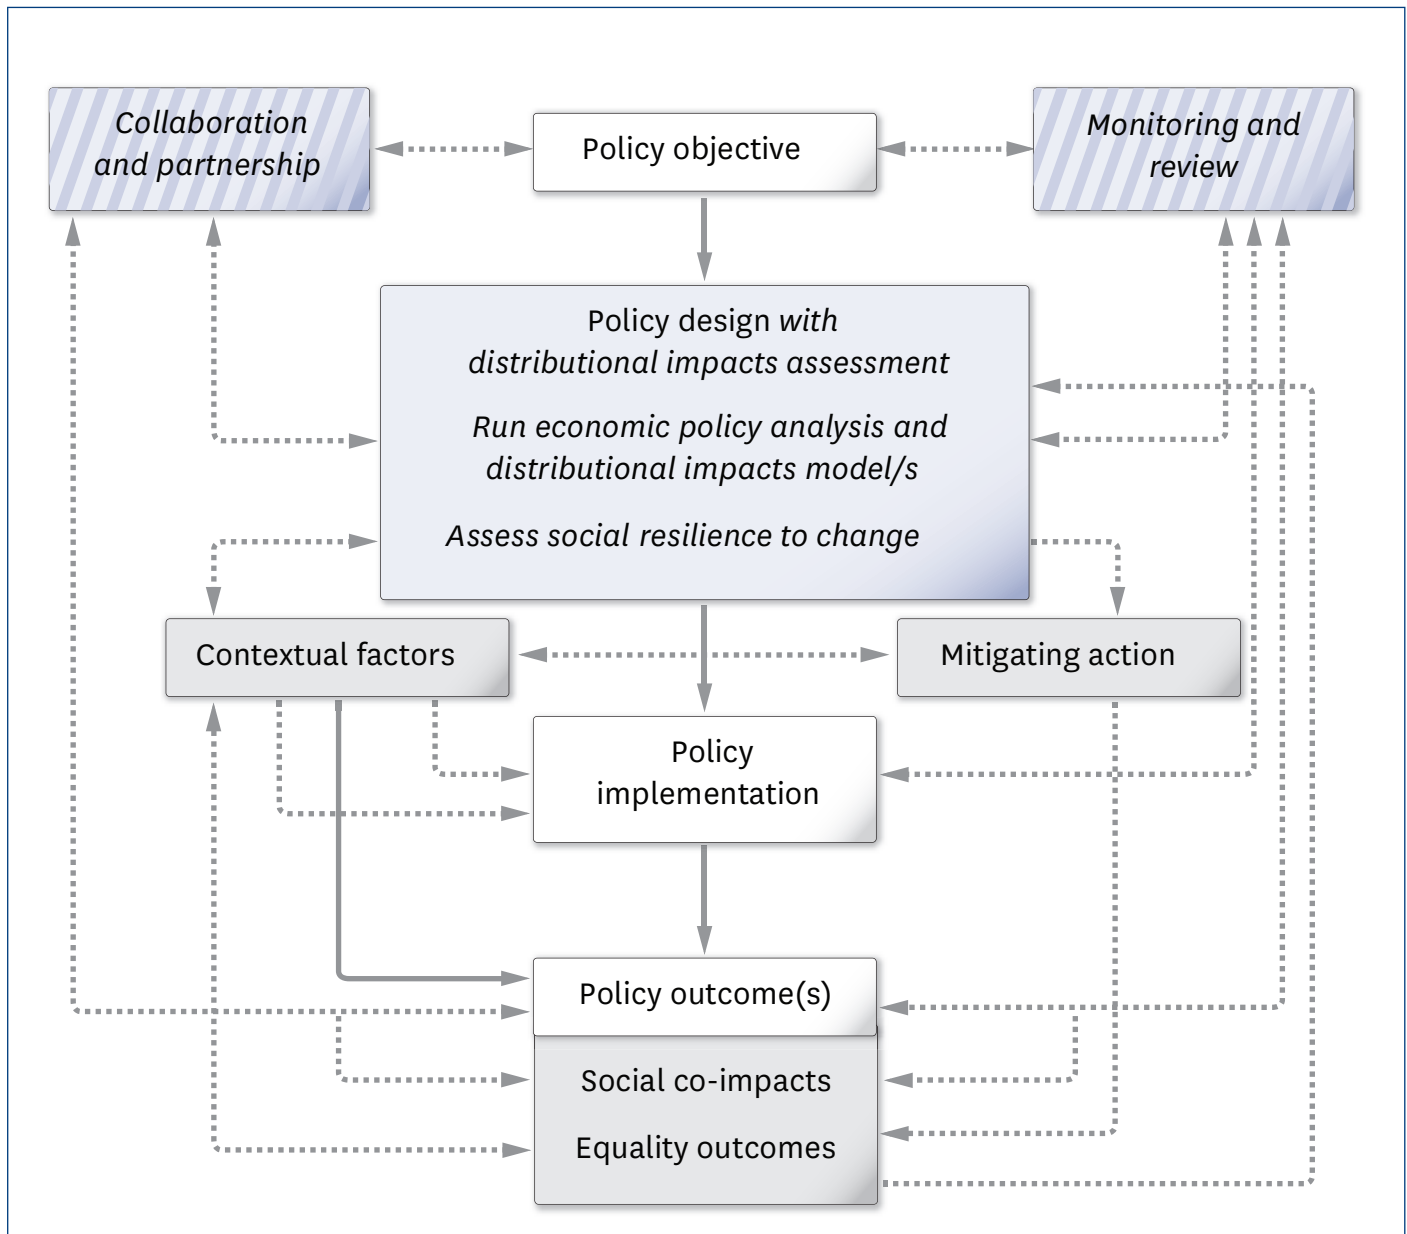 Collaboration
and partnership
Policy objective
Monitoring and
review
Policy design with
distributional impacts assessment
Run economic policy analysis and
distributional impacts model/s
Assess social resilience to change
Contextual factors
Mitigating action
Policy
implementation
Policy outcome(s)
Social co-impacts
Equality outcomes